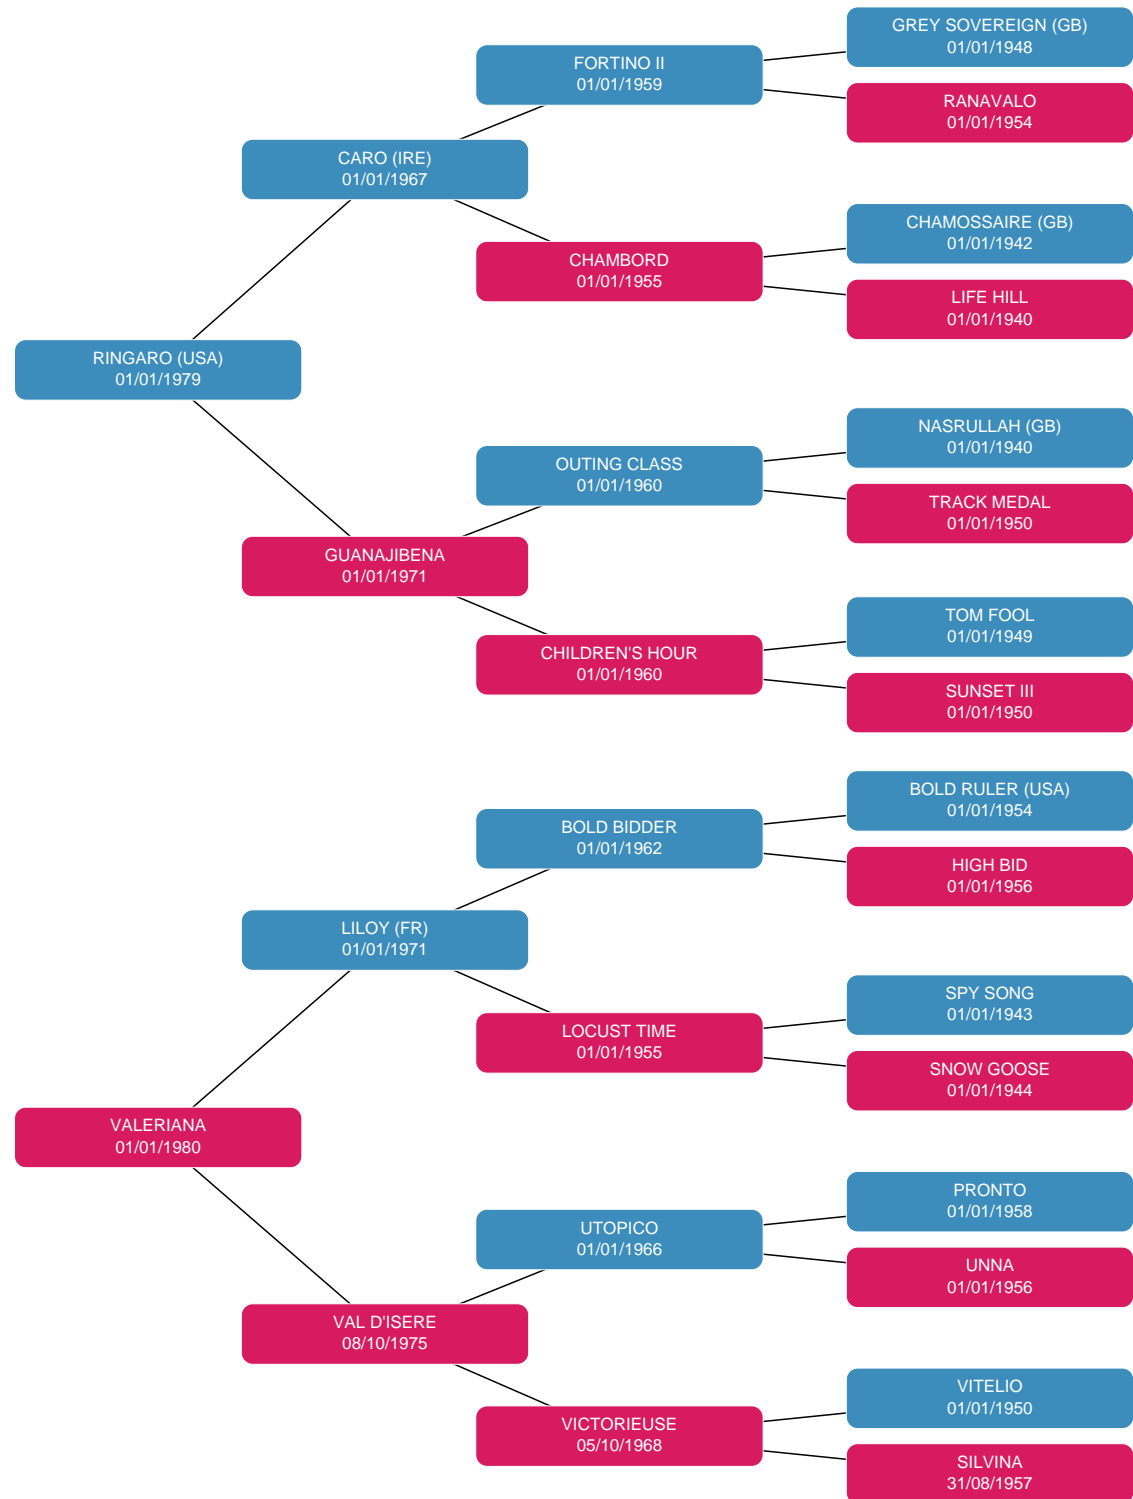 GREY SOVEREIGN (GB)
01/01/1948
FORTINO II
01/01/1959
RANAVALO
01/01/1954
CARO (IRE)
01/01/1967
CHAMOSSAIRE (GB)
01/01/1942
CHAMBORD
01/01/1955
LIFE HILL
01/01/1940
RINGARO (USA)
01/01/1979
NASRULLAH (GB)
01/01/1940
OUTING CLASS
01/01/1960
TRACK MEDAL
01/01/1950
GUANAJIBENA
01/01/1971
TOM FOOL
01/01/1949
CHILDREN'S HOUR
01/01/1960
SUNSET III
01/01/1950
BOLD RULER (USA)
01/01/1954
BOLD BIDDER
01/01/1962
HIGH BID
01/01/1956
LILOY (FR)
01/01/1971
SPY SONG
01/01/1943
LOCUST TIME
01/01/1955
SNOW GOOSE
01/01/1944
VALERIANA
01/01/1980
PRONTO
01/01/1958
UTOPICO
01/01/1966
UNNA
01/01/1956
VAL D'ISERE
08/10/1975
VITELIO
01/01/1950
VICTORIEUSE
05/10/1968
SILVINA
31/08/1957